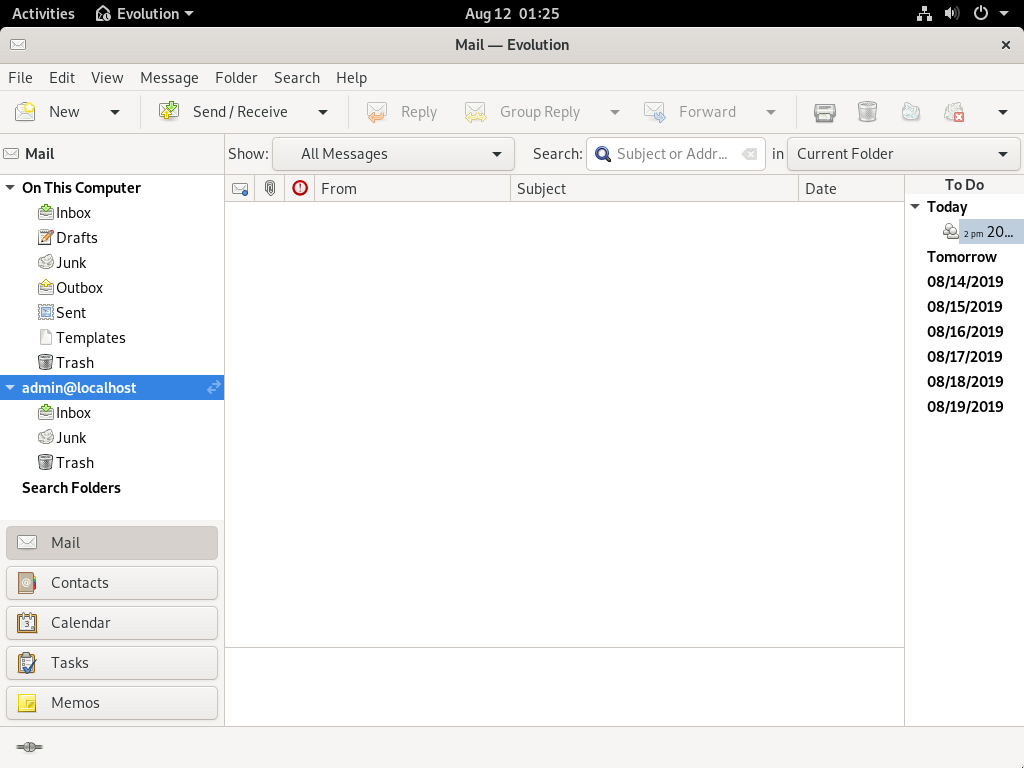 Activities Evolution Aug 12 01:25
Mail — Evolution
File Edit View Message Folder Search Help
New Send / Receive Reply Group Reply Forward
Mail Show: All Messages Search: Subject or Addr... in Current Folder
From Subject Date
On This Computer
Inbox
Drafts
Junk
Outbox
Sent
Templates
Trash
admin@localhost
Inbox
Junk
Trash
Search Folders
Mail
Contacts
3 Calendar
Tasks
Memos
To Do
Today
2 pm 20...
Tomorrow
08/14/2019
08/15/2019
08/16/2019
08/17/2019
08/18/2019
08/19/2019